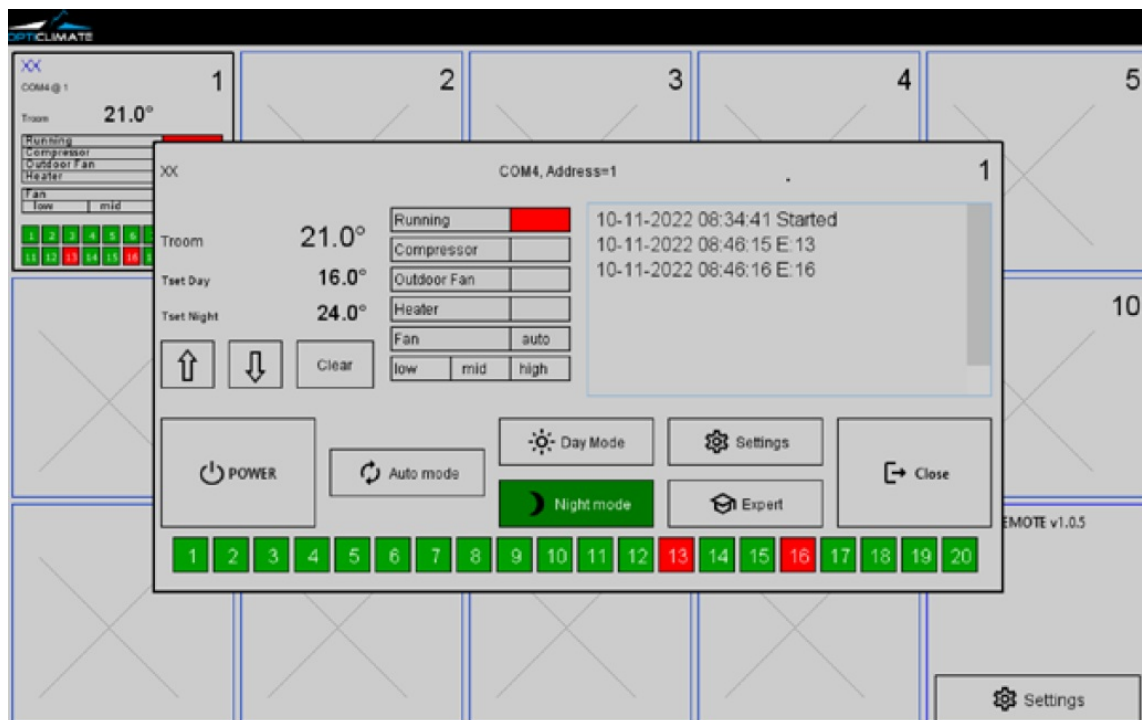 OPTICLIMATE
XX
1
COM4 @ 1
Troom 21.0°
Running
Compressor
Outdoor Fan
Heater
Fan
low mid
1 2 3 4 5 6
11 12 13 14 15 16
2
3
4
5
10
XX COM4, Address=1 1
Troom 21.0°
Tset Day 16.0°
Tset Night 24.0°
Clear
Running
Compressor
Outdoor Fan
Heater
Fan auto
low mid high
10-11-2022 08:34:41 Started
10-11-2022 08:46:15 E:13
10-11-2022 08:46:16 E:16
POWER
Auto mode
Day Mode
Night mode
Settings
Expert
Close
1 2 3 4 5 6 7 8 9 10 11 12 13 14 15 16 17 18 19 20
EMOTE v1.0.5
Settings